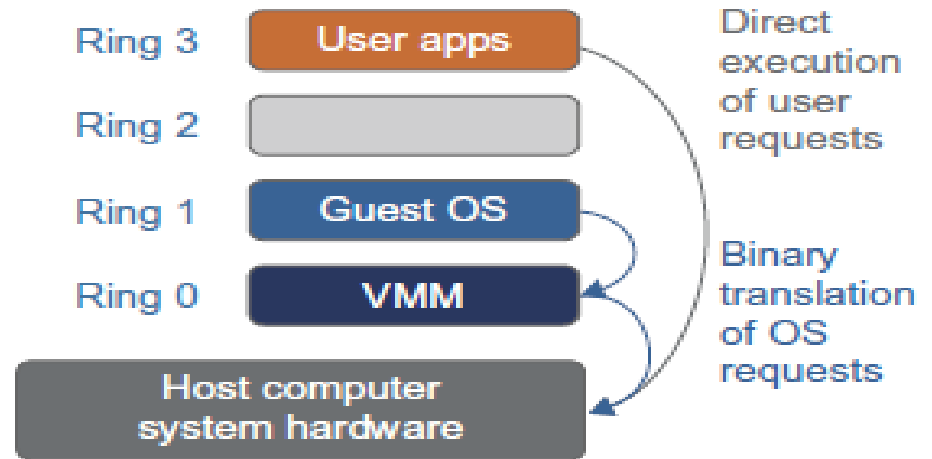 Ring 3
User apps
Direct
execution
of user
requests
Ring 2
Ring 1
Guest OS
Ring 0
VMM
Binary
translation
of OS
requests
Host computer
system hardware